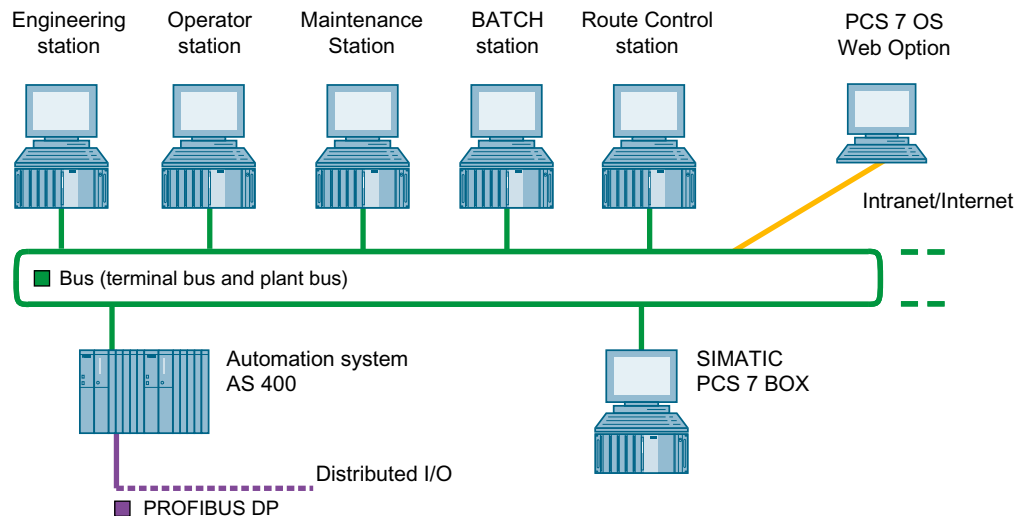 Engineering station
Operator station
Maintenance Station
BATCH station
Route Control station
PCS 7 OS Web Option
Intranet/Internet
Bus (terminal bus and plant bus)
Automation system AS 400
SIMATIC PCS 7 BOX
Distributed I/O
PROFIBUS DP